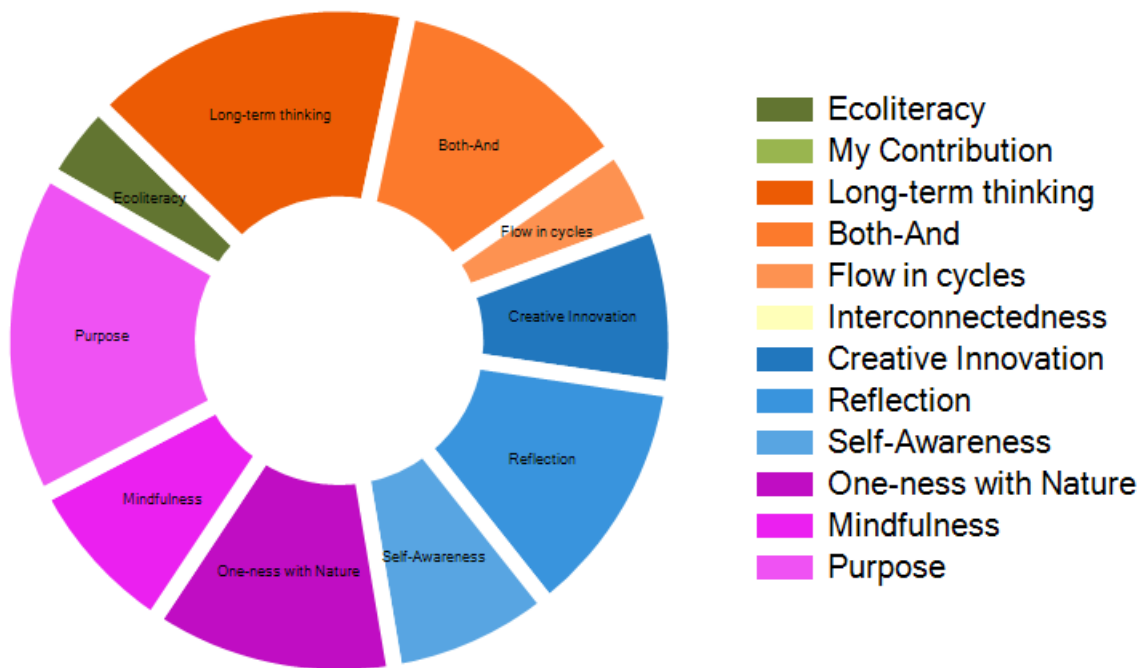 Long-term thinking
Both-And
Ecoliteracy
Flow in cycles
Creative Innovation
Purpose
Reflection
Mindfulness
Self-Awareness
One-ness with Nature
Ecoliteracy
My Contribution
Long-term thinking
Both-And
Flow in cycles
Interconnectedness
Creative Innovation
Reflection
Self-Awareness
One-ness with Nature
Mindfulness
Purpose